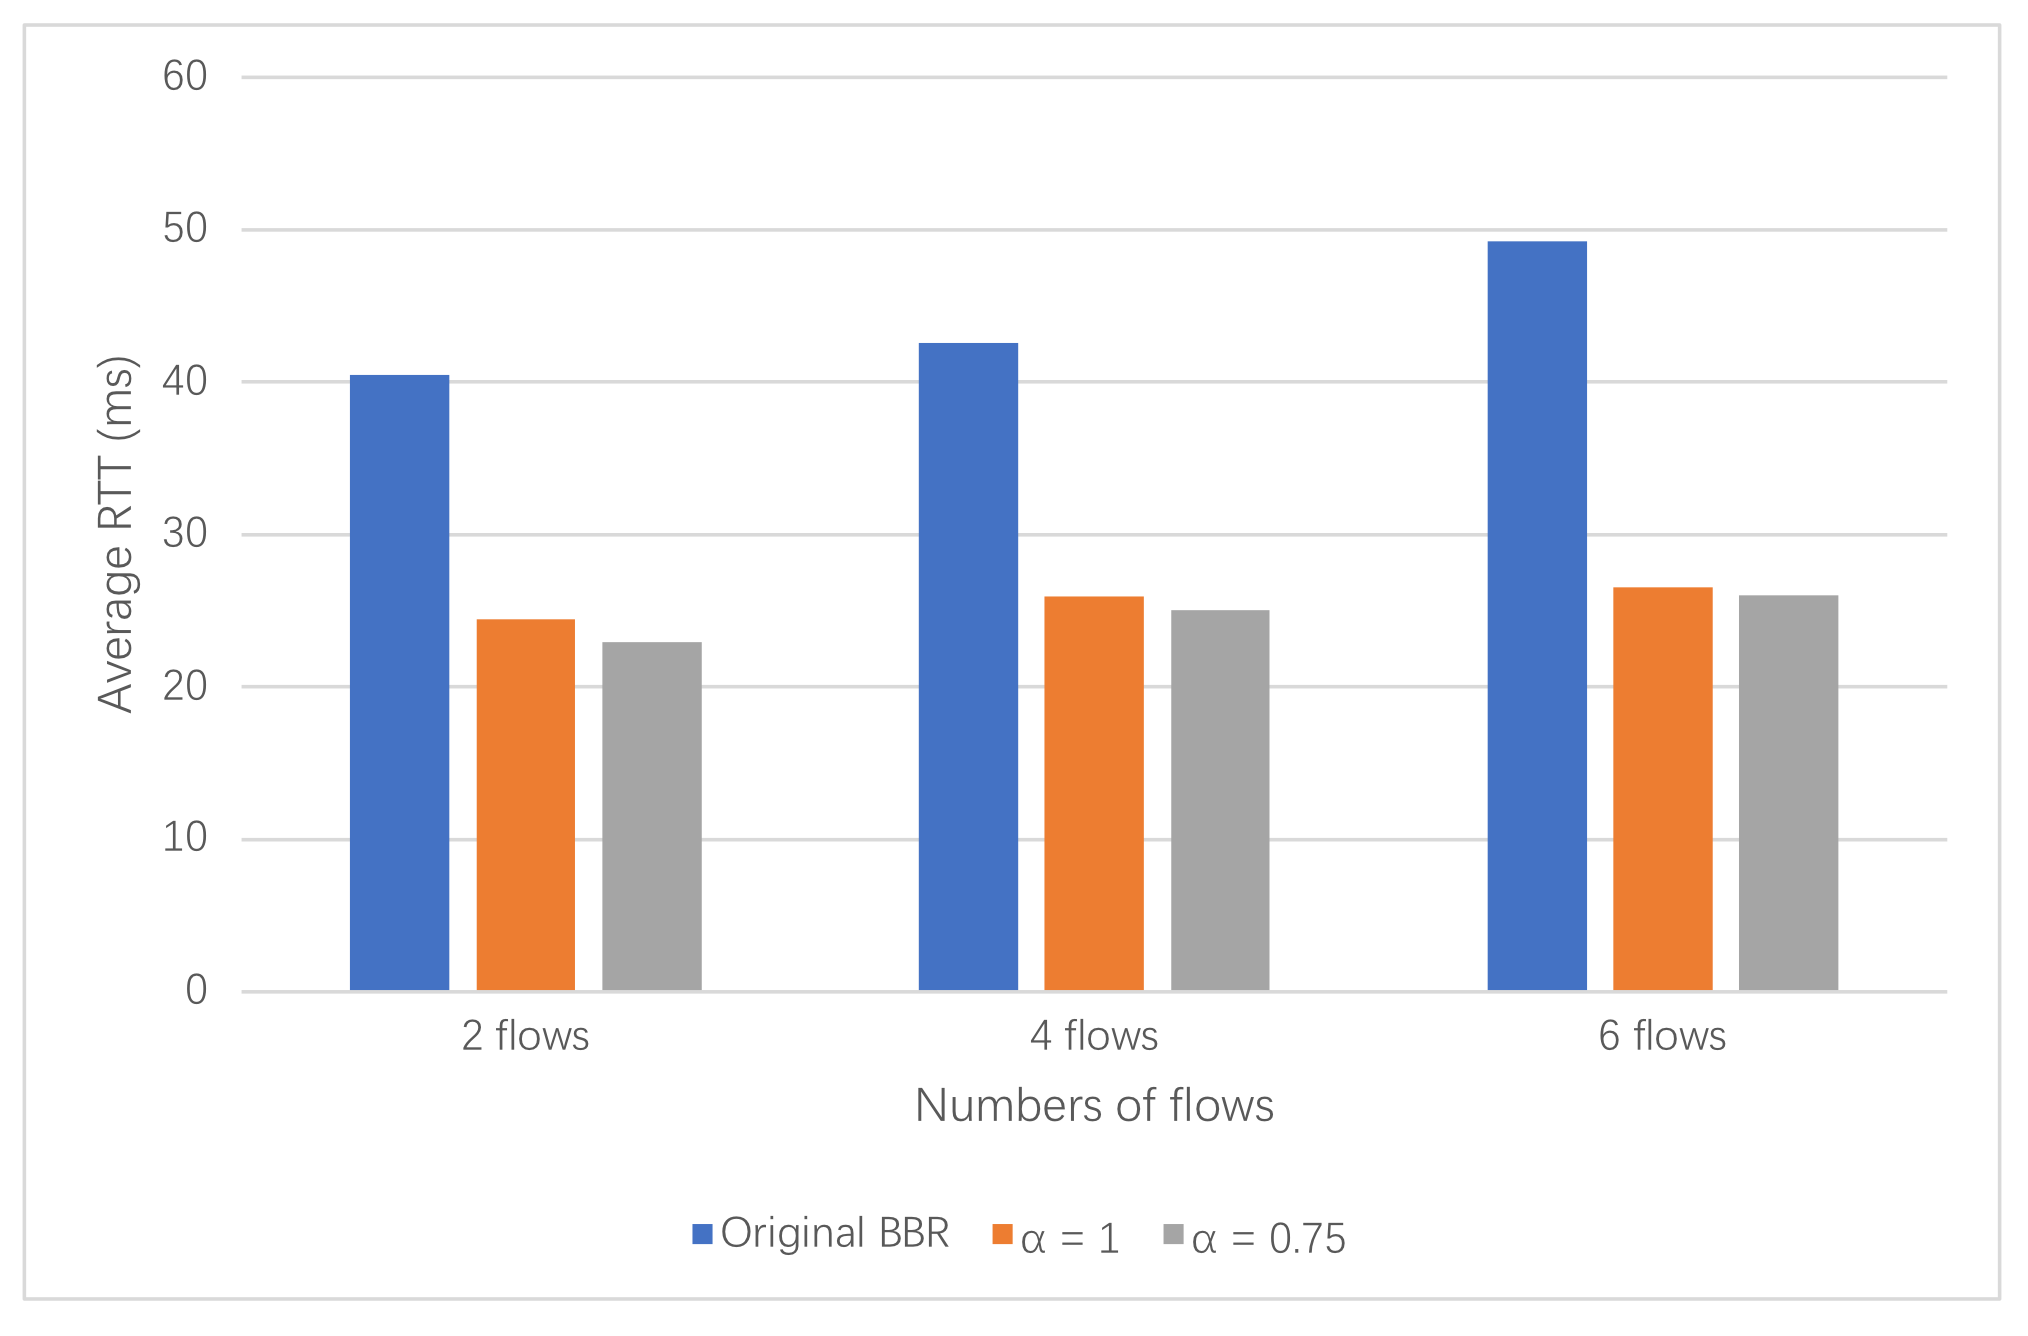 60
50
40
30
20
10
0
Average RTT (ms)
2 flows 4 flows 6 flows
Numbers of flows
Original BBR α = 1 α = 0.75